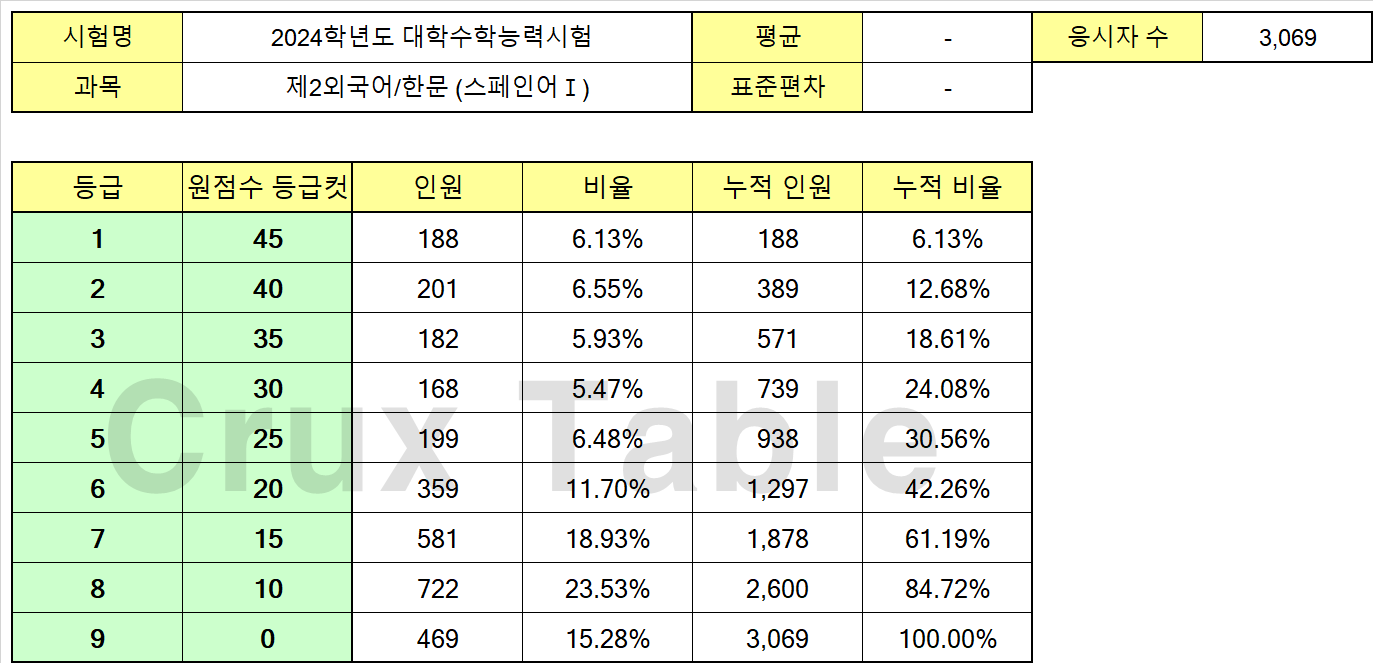 시험명 2024학년도 대학수학능력시험 평균 - 응시자 수 3,069
과목 제2외국어/한문 (스페인어Ⅰ) 표준편차 -
등급 원점수 등급컷 인원 비율 누적 인원 누적 비율
1 45 188 6.13% 188 6.13%
2 40 201 6.55% 389 12.68%
3 35 182 5.93% 571 18.61%
4 30 168 5.47% 739 24.08%
5 25 199 6.48% 938 30.56%
6 20 359 11.70% 1,297 42.26%
7 15 581 18.93% 1,878 61.19%
8 10 722 23.53% 2,600 84.72%
9 0 469 15.28% 3,069 100.00%
Crux Table